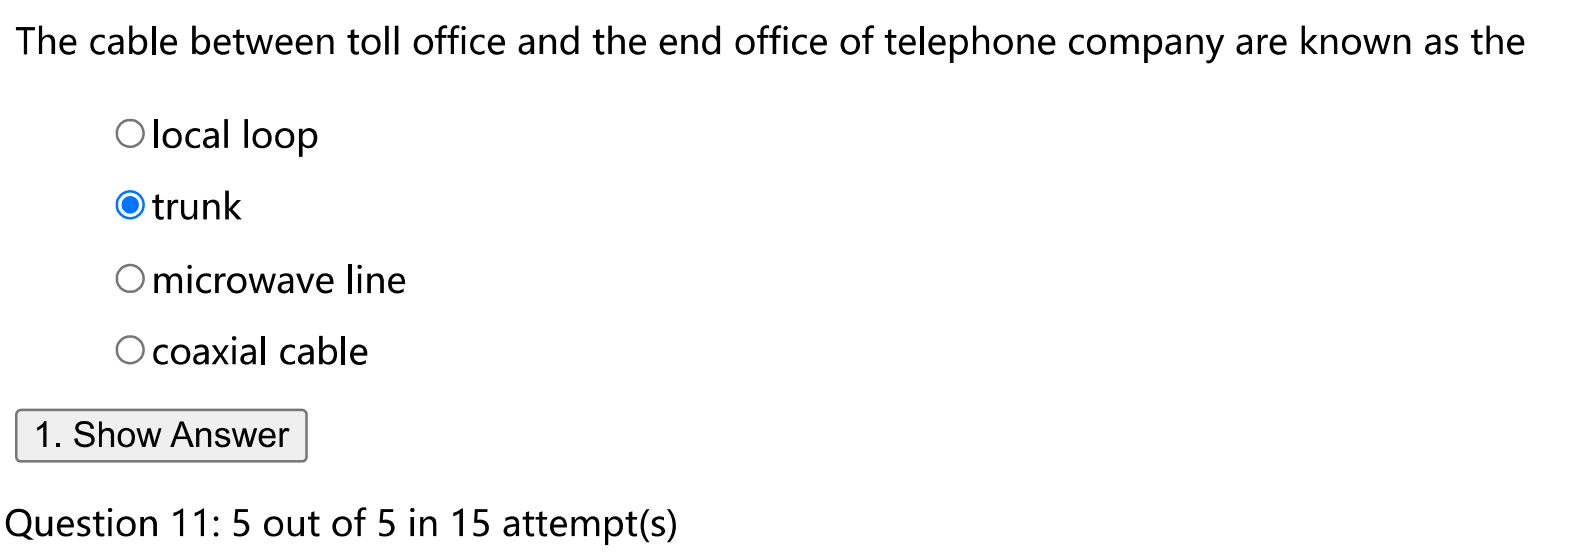 The cable between toll office and the end office of telephone company are known as the
local loop
trunk
microwave line
coaxial cable
1. Show Answer
Question 11: 5 out of 5 in 15 attempt(s)